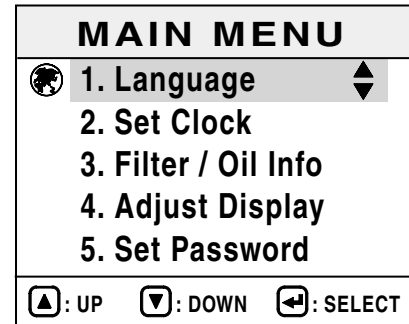 MAIN MENU
1. Language
2. Set Clock
3. Filter / Oil Info
4. Adjust Display
5. Set Password
: UP : DOWN : SELECT